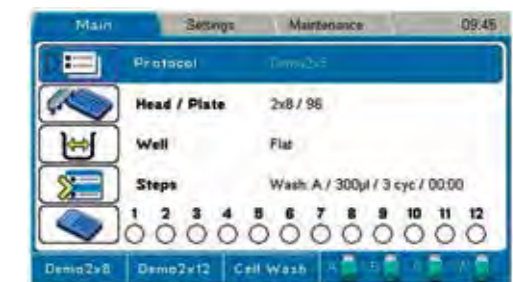 Main Settings Maintenance 09:45
Protocol Demo2x8
Head / Plate 2x8 / 96
Well Flat
Steps Wash: A / 300µl / 3 cyc / 00:00
1 2 3 4 5 6 7 8 9 10 11 12
Demo2x8 Demo2x12 Cell Wash A B